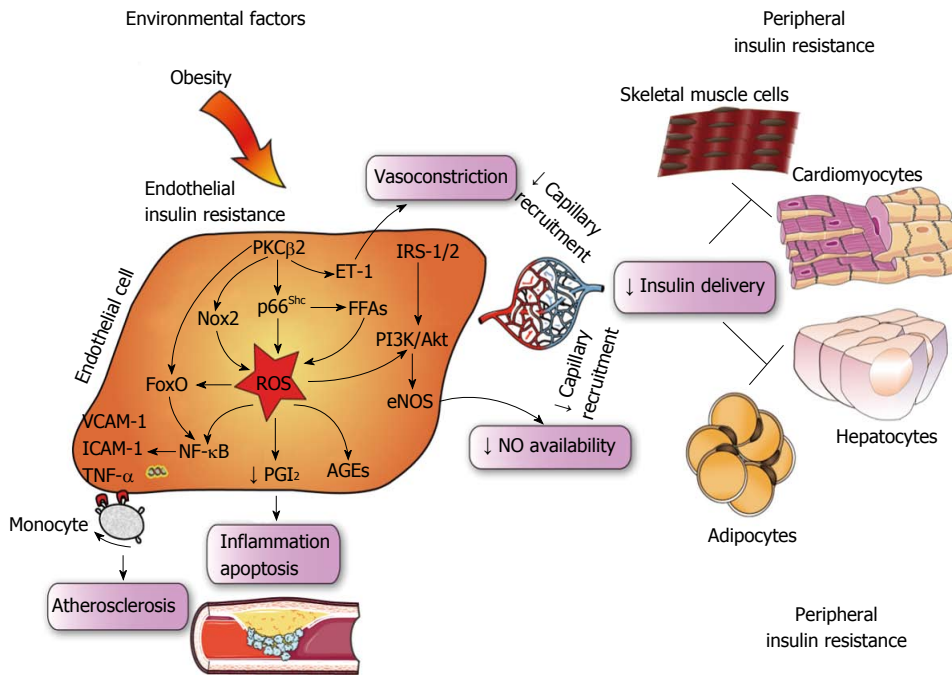 Environmental factors
Peripheral
insulin resistance
Obesity
Skeletal muscle cells
Vasoconstriction
↓ Capillary
recruitment
Cardiomyocytes
Endothelial
insulin resistance
Endothelial cell
PKCβ2
ET-1
IRS-1/2
Nox2
p66Shc
FFAs
PI3K/Akt
FoxO
ROS
eNOS
VCAM-1
ICAM-1
TNF-α
NF-κB
↓ PGI2
AGEs
↓ Insulin delivery
↓ Capillary
recruitment
↓ NO availability
Hepatocytes
Adipocytes
Monocyte
Inflammation
apoptosis
Atherosclerosis
Peripheral
insulin resistance